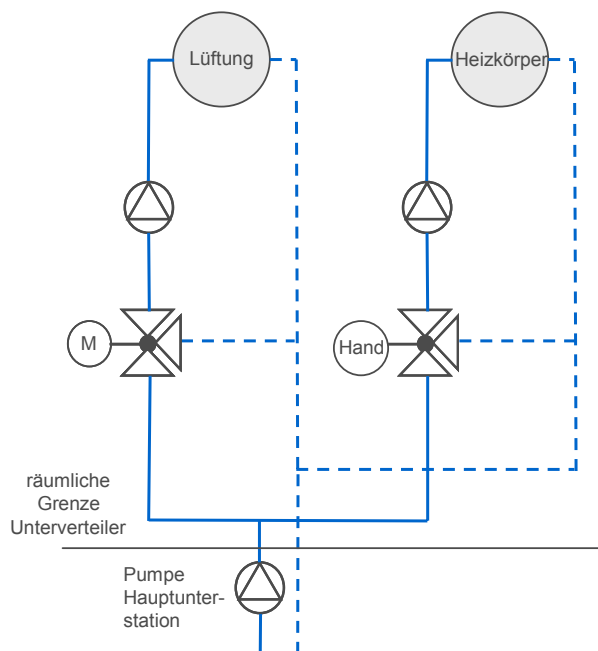 Lüftung
Heizkörper
M
Hand
räumliche
Grenze
Unterverteiler
Pumpe
Hauptunter-
station